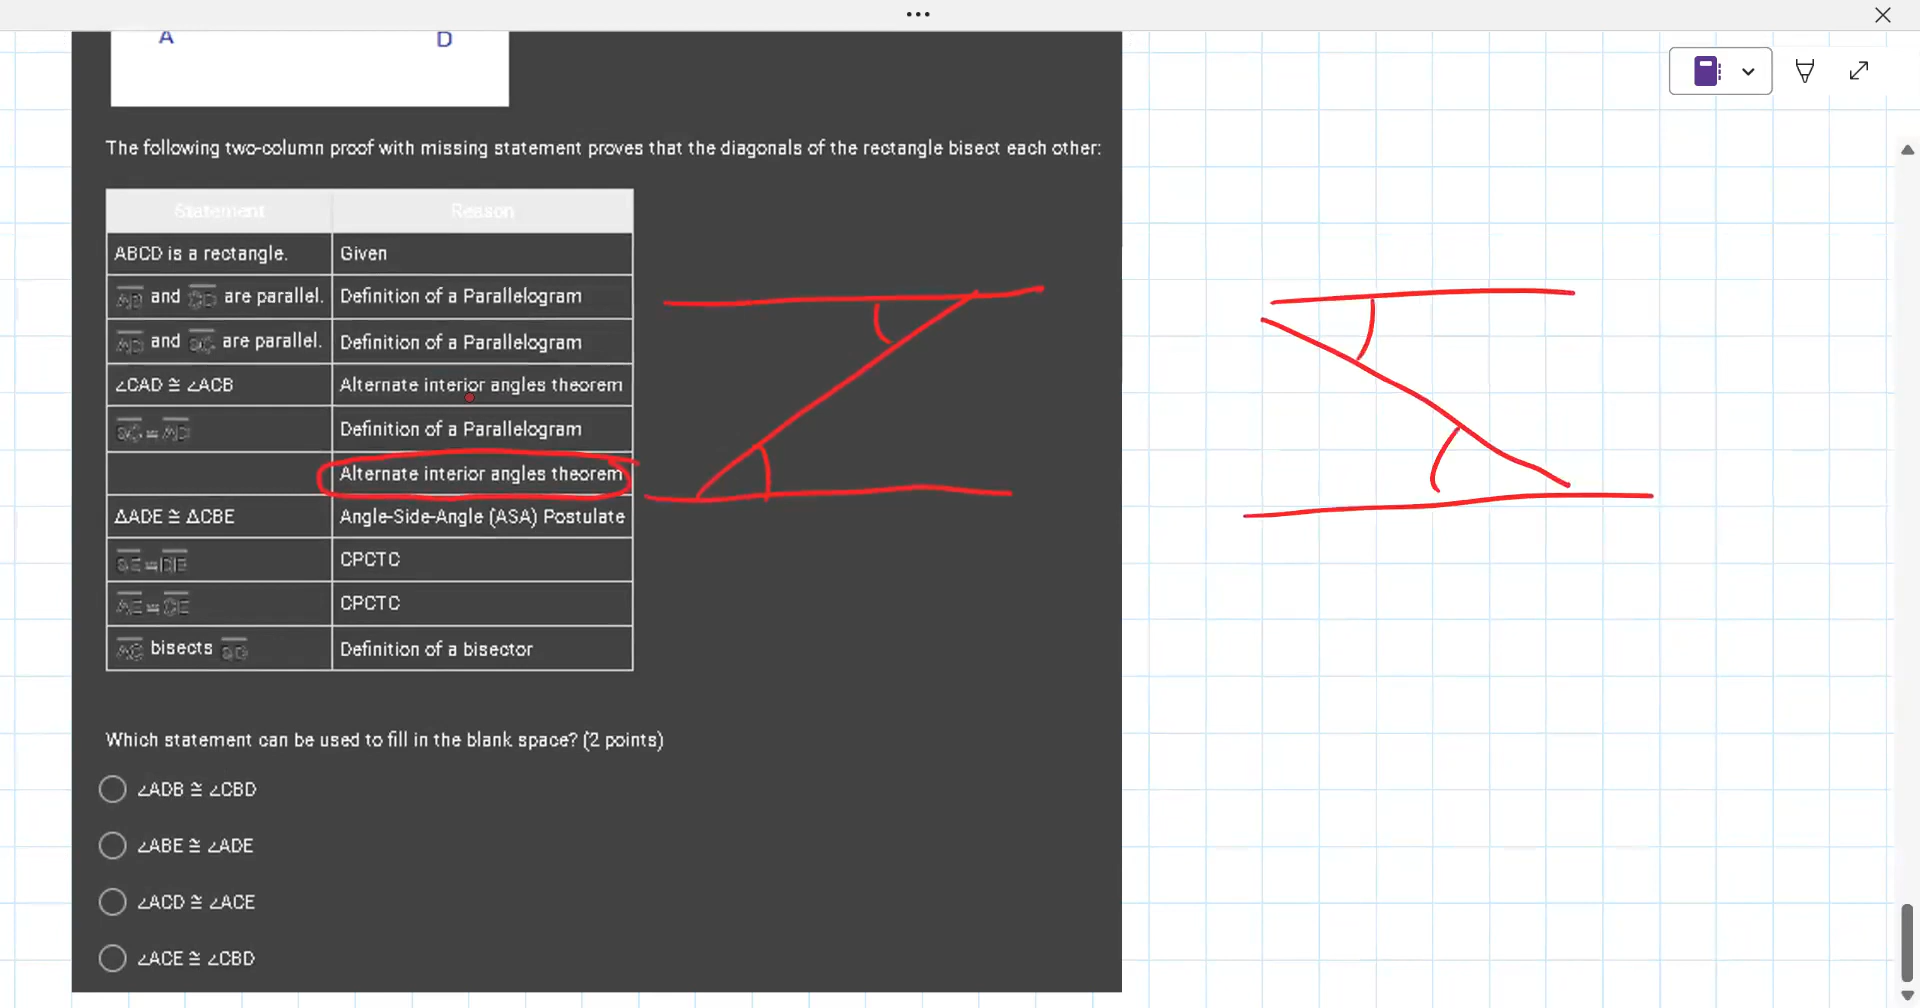 A D
The following two-column proof with missing statement proves that the diagonals of the rectangle bisect each other:
Statement Reason
ABCD is a rectangle. Given
and are parallel. Definition of a Parallelogram
and are parallel. Definition of a Parallelogram
∠CAD ≅ ∠ACB Alternate interior angles theorem
Definition of a Parallelogram
Alternate interior angles theorem
ΔADE ≅ ΔCBE Angle-Side-Angle (ASA) Postulate
CPCTC
CPCTC
bisects Definition of a bisector
Which statement can be used to fill in the blank space? (2 points)
∠ADB ≅ ∠CBD
∠ABE ≅ ∠ADE
∠ACD ≅ ∠ACE
∠ACE ≅ ∠CBD